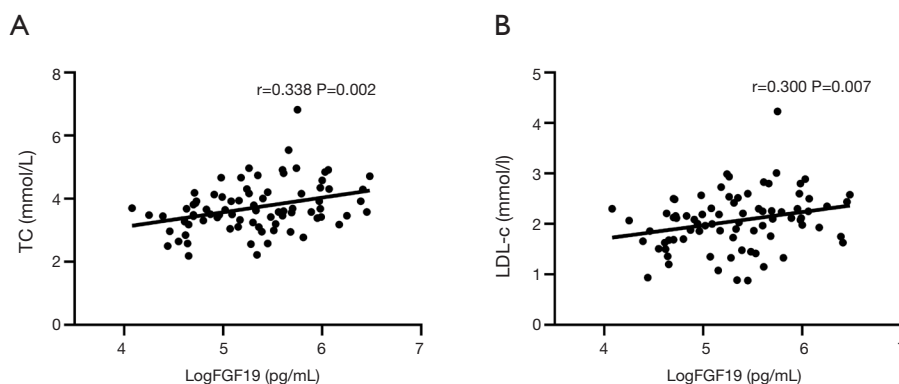 A
B
r=0.338 P=0.002
r=0.300 P=0.007
TC (mmol/L)
8
6
4
2
0
4
5
6
7
LogFGF19 (pg/mL)
LDL-c (mmol/l)
5
4
3
2
1
0
4
5
6
LogFGF19 (pg/mL)